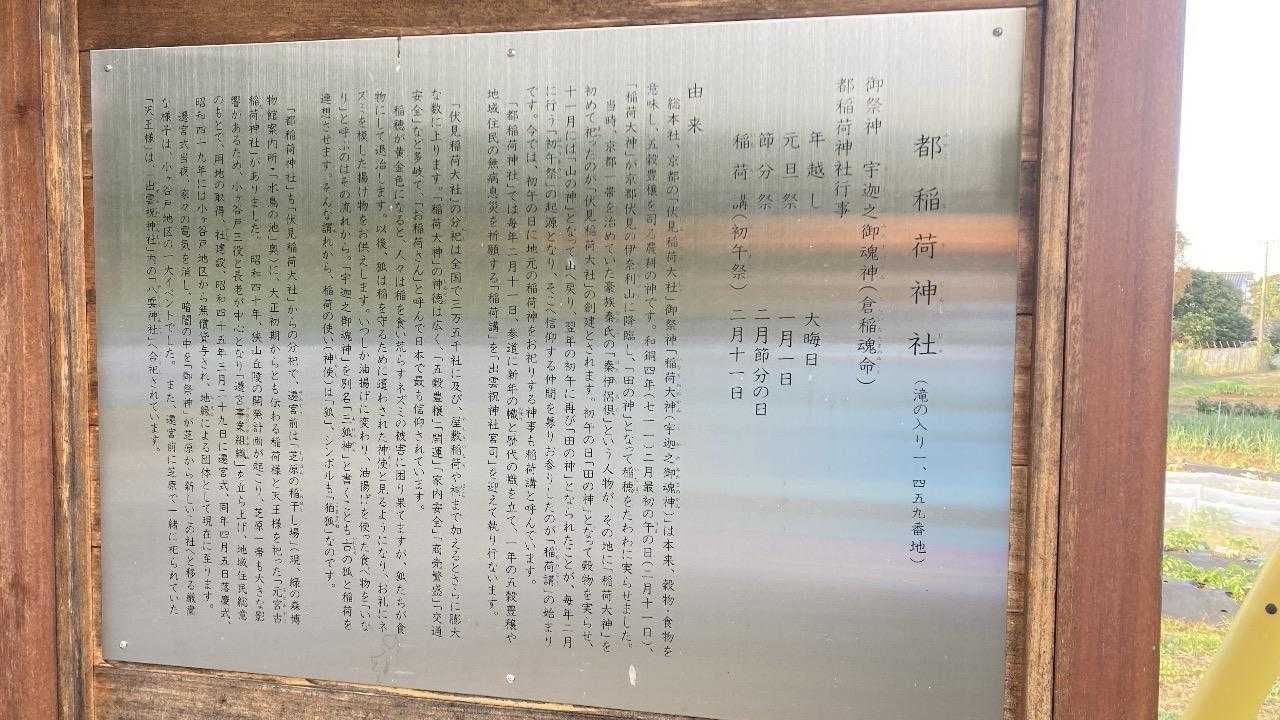 都稲荷神社(滝の入り一、四五九番地)
御祭神 宇迦之御魂神(倉稲魂命)
都稲荷神社行事
年越し 大晦日
元旦祭 一月一日
節分祭 二月節分の日
稲荷講(初午祭) 二月十一日
由来
総本社、京都の「伏見稲荷大社」御祭神「稲荷大神(宇迦之御魂神)」は本来、穀物・食物を
意味し、五穀豊穣を司る農耕の神です。和銅四年(七一一)二月最初の午の日(二月十一日)、
「稲荷大神」が京都伏見の伊奈利山に降臨し、「田の神」となって稲穂をたわわに実らせました。
当時、京都一帯を治めていた豪族秦氏の「秦伊侶倶」という人物が、その地に「稲荷大神」を
初めて祀ったのが、「伏見稲荷大社」の創建とされます。初午の日に「田の神」となって穀物を実らせ、
十一月には「山の神」となって山へ戻り、翌年の初午に再び「田の神」となられたことが、毎年二月
に行う「初午祭」の起源となり、そこへ信仰する仲間を募りお参りしたのが「稲荷講」の始まり
です。今では、初午の日に地元の稲荷神をお祀りする神事も稲荷講と呼んでいます。
「都稲荷神社」では毎年二月十一日、参道に新年の幟と歴代の幟を立て、一年の五穀豊穣や
地域住民の無病息災を祈願する「稲荷講」を「出雲祝神社宮司」を迎えて執り行ないます。
「伏見稲荷大社」の分祀は全国で三万五千社に及び、屋敷稲荷や祠まで加えるとさらに膨大
な数に上ります。「稲荷大神」の神徳は広く、「五穀豊穣」「開運」「家内安全」「商売繁盛」「交通
安全」など多岐で、「お稲荷さん」と呼んで日本で最も信仰されています。
稲穂が黄金色になると、人々は稲を食い荒らすネズミの被害に困り果てますが、狐たちが食
物にして退治します。以後、狐は稲を守るために遣わされた神使と見るようになり、お礼にネ
ズミを模した揚げ物をお供えします。いつしか油揚げに変わり、油揚げを使った食べ物を「いな
り」と呼ぶのはその流れから。「宇迦之御魂神」を別名「三狐神」と書くことも、白い狐と稲荷を
連想させます。そんな謂れから、稲荷の使い(神使)は「狐」、シンボルも「狛狐」なのです。
「都稲荷神社」も「伏見稲荷大社」からの分祀で、遷宮前は芝原の稲干し場(現、緑の森博
物館案内所・「水鳥の池」奥)に、大正初期からとも伝わる稲荷様と天王様を祀った「元宮古
稲荷神社」がありました。昭和四十年、狭山丘陵の開発計画が起こり、芝原一帯も大きな影
響があるため、小ヶ谷戸三役と長老が中心となり「遷宮事業組織」を立ち上げ、地域住民総意
のもとで、用地の取得、社建設、昭和四十五年三月二十九日に遷宮式、同年四月五日落慶式、
昭和四十九年には小ヶ谷戸地区から無償貸与され、地縁による団体として現在に至ります。
遷宮式当夜、家々の電気を消し、暗闇の中を「御祭神」が芝原から新しいこの社へと移る厳粛
な様子は、小ヶ谷戸地区の一大イベントでした。また、遷宮前に芝原で一緒に祀られていた
「天王様」は、「出雲祝神社」内の「八雲神社」へ合祀されています。